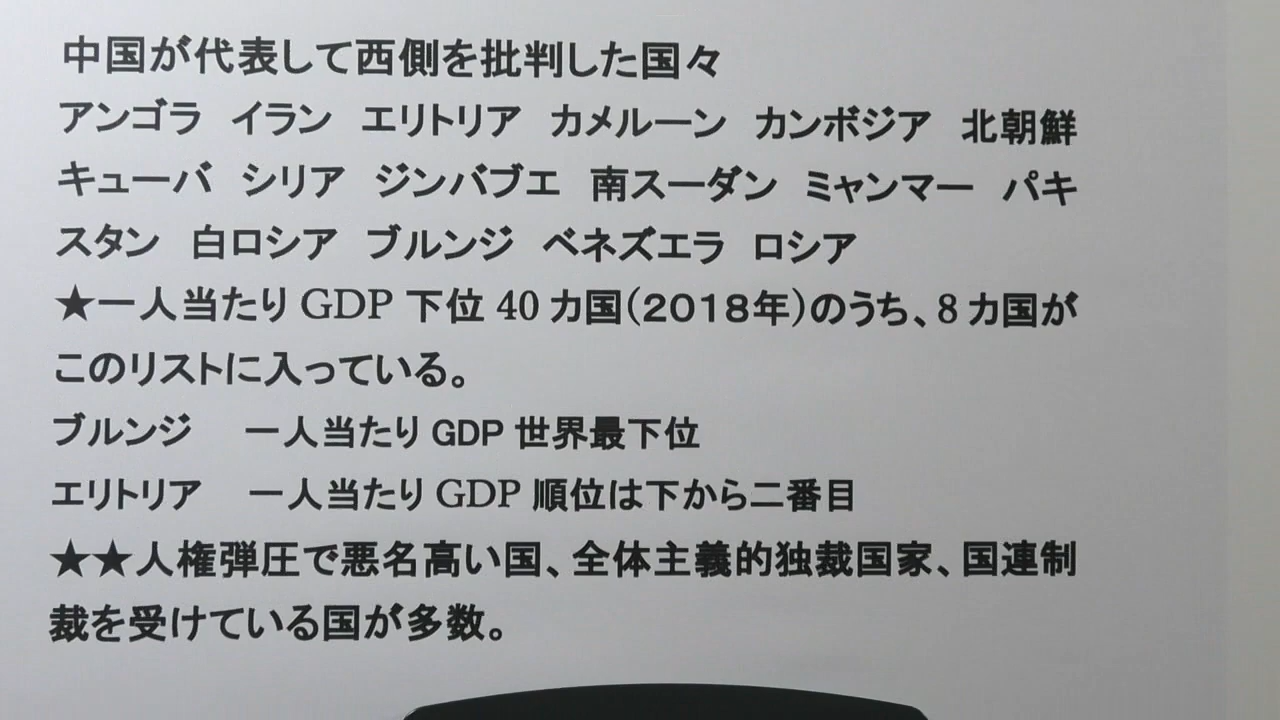 中国が代表して西側を批判した国々
アンゴラ　イラン　エリトリア　カメルーン　カンボジア　北朝鮮
キューバ　シリア　ジンバブエ　南スーダン　ミャンマー　パキ
スタン　白ロシア　ブルンジ　ベネズエラ　ロシア
★一人当たり GDP 下位 40 カ国(２０１８年)のうち、8 カ国が
このリストに入っている。
ブルンジ　一人当たり GDP 世界最下位
エリトリア　一人当たり GDP 順位は下から二番目
★★人権弾圧で悪名高い国、全体主義的独裁国家、国連制
裁を受けている国が多数。